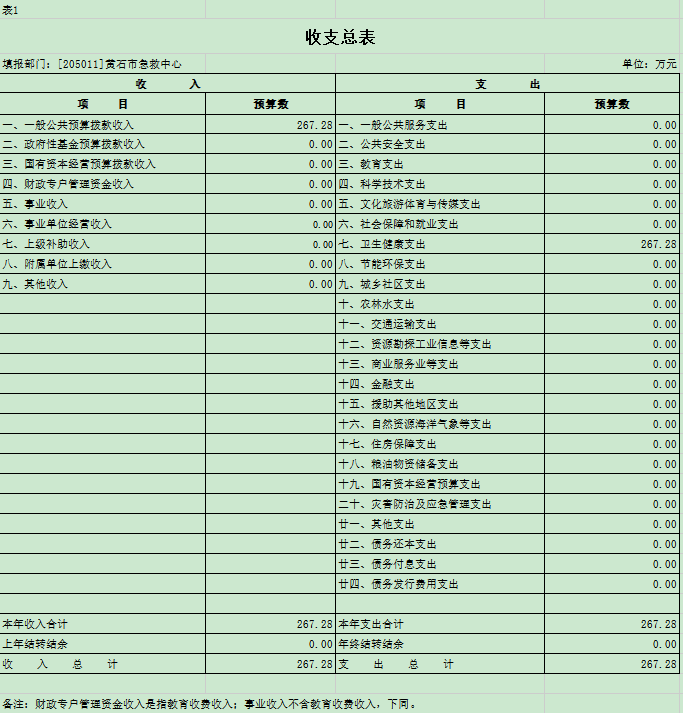 表1
收支总表
填报部门：[205011]黄石市急救中心 单位：万元
收 入 支 出
项 目 预算数 项 目 预算数
一、一般公共预算拨款收入 267.28 一、一般公共服务支出 0.00
二、政府性基金预算拨款收入 0.00 二、公共安全支出 0.00
三、国有资本经营预算拨款收入 0.00 三、教育支出 0.00
四、财政专户管理资金收入 0.00 四、科学技术支出 0.00
五、事业收入 0.00 五、文化旅游体育与传媒支出 0.00
六、事业单位经营收入 0.00 六、社会保障和就业支出 0.00
七、上级补助收入 0.00 七、卫生健康支出 267.28
八、附属单位上缴收入 0.00 八、节能环保支出 0.00
九、其他收入 0.00 九、城乡社区支出 0.00
十、农林水支出 0.00
十一、交通运输支出 0.00
十二、资源勘探工业信息等支出 0.00
十三、商业服务业等支出 0.00
十四、金融支出 0.00
十五、援助其他地区支出 0.00
十六、自然资源海洋气象等支出 0.00
十七、住房保障支出 0.00
十八、粮油物资储备支出 0.00
十九、国有资本经营预算支出 0.00
二十、灾害防治及应急管理支出 0.00
廿一、其他支出 0.00
廿二、债务还本支出 0.00
廿三、债务付息支出 0.00
廿四、债务发行费用支出 0.00
本年收入合计 267.28 本年支出合计 267.28
上年结转结余 0.00 年终结转结余 0.00
收 入 总 计 267.28 支 出 总 计 267.28
备注：财政专户管理资金收入是指教育收费收入；事业收入不含教育收费收入，下同。